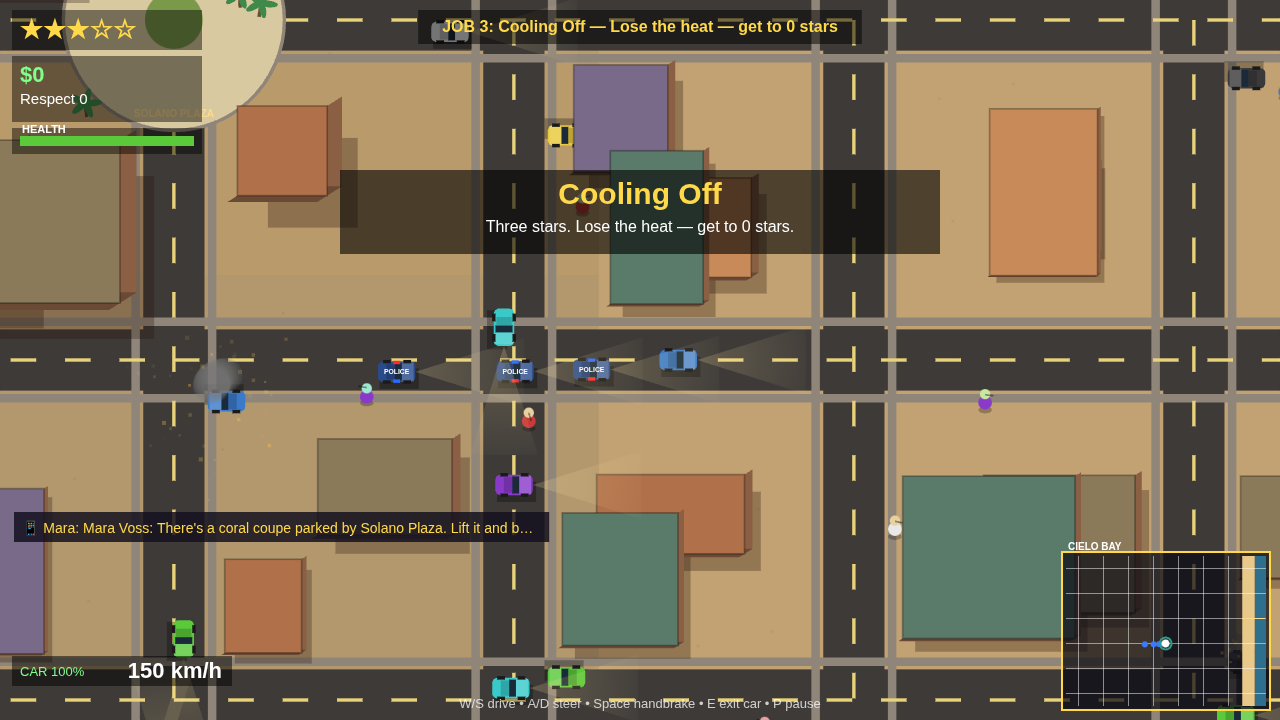 ★★★☆☆
JOB 3: Cooling Off — Lose the heat — get to 0 stars
$0
Respect 0
SOLANO PLAZA
HEALTH
Cooling Off
Three stars. Lose the heat — get to 0 stars.
POLICE
POLICE
POLICE
Mara: Mara Voss: There's a coral coupe parked by Solano Plaza. Lift it and b…
CIELO BAY
CAR 100%
150 km/h
W/S drive • A/D steer • Space handbrake • E exit car • P pause